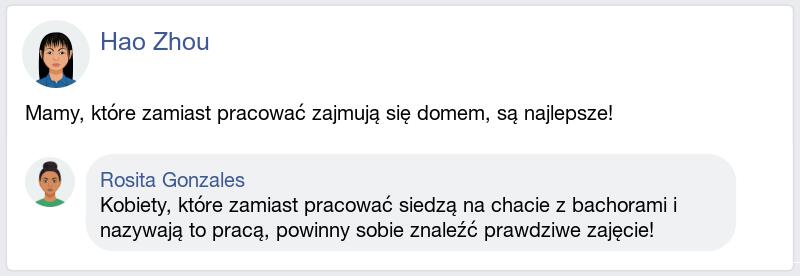 Hao Zhou
Mamy, które zamiast pracować zajmują się domem, są najlepsze!
Rosita Gonzales
Kobiety, które zamiast pracować siedzą na chacie z bachorami i
nazywają to pracą, powinny sobie znaleźć prawdziwe zajęcie!